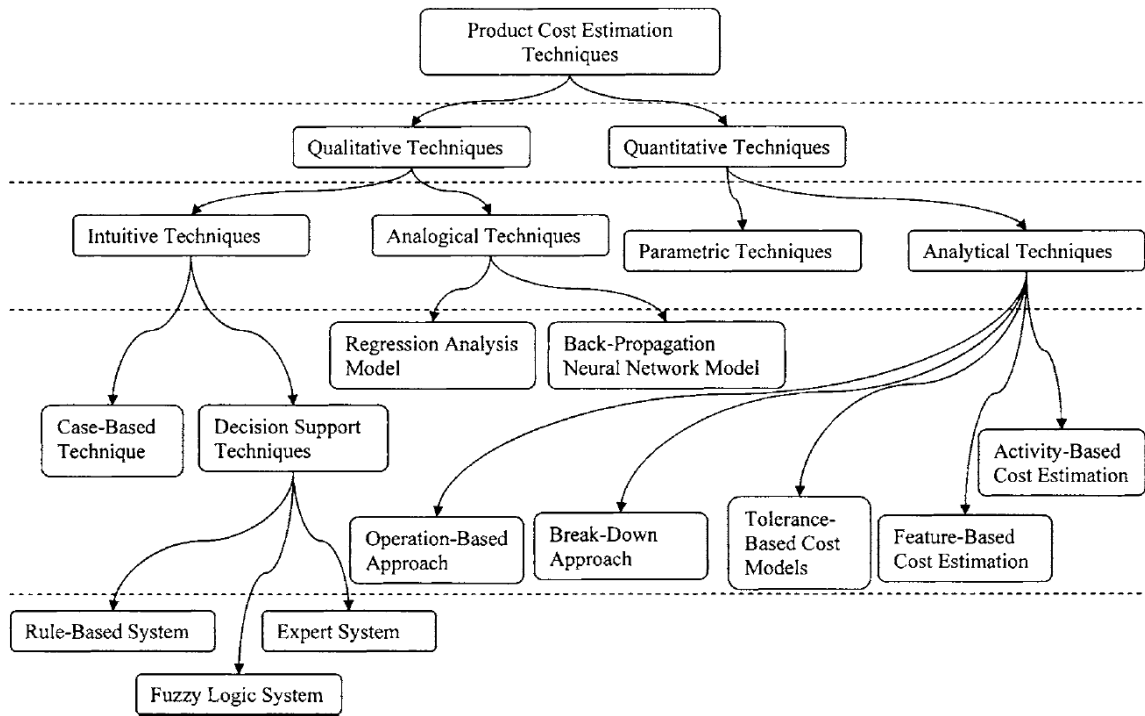 Product Cost Estimation
Techniques
Qualitative Techniques
Quantitative Techniques
Intuitive Techniques
Analogical Techniques
Parametric Techniques
Analytical Techniques
Regression Analysis
Model
Back-Propagation
Neural Network Model
Case-Based
Technique
Decision Support
Techniques
Activity-Based
Cost Estimation
Operation-Based
Approach
Break-Down
Approach
Tolerance-
Based Cost
Models
Feature-Based
Cost Estimation
Rule-Based System
Expert System
Fuzzy Logic System